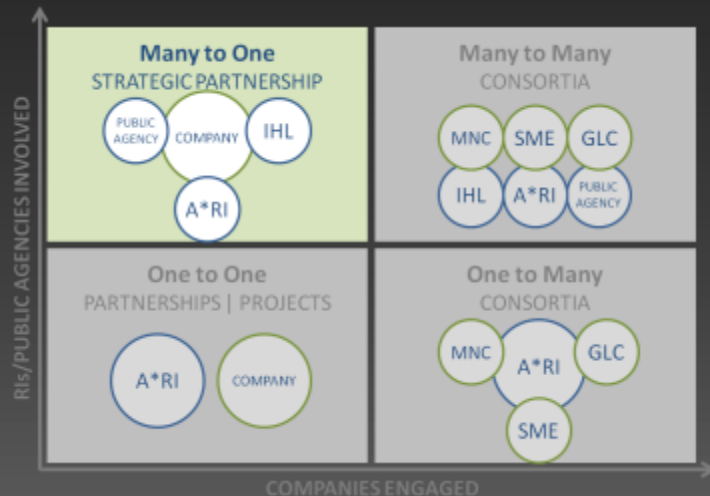 RIs/PUBLIC AGENCIES INVOLVED
Many to One
STRATEGIC PARTNERSHIP
PUBLIC
AGENCY
COMPANY
IHL
A*RI
Many to Many
CONSORTIA
MNC
SME
GLC
IHL
A*RI
PUBLIC
AGENCY
One to One
PARTNERSHIPS | PROJECTS
A*RI
COMPANY
One to Many
CONSORTIA
MNC
A*RI
GLC
SME
COMPANIES ENGAGED